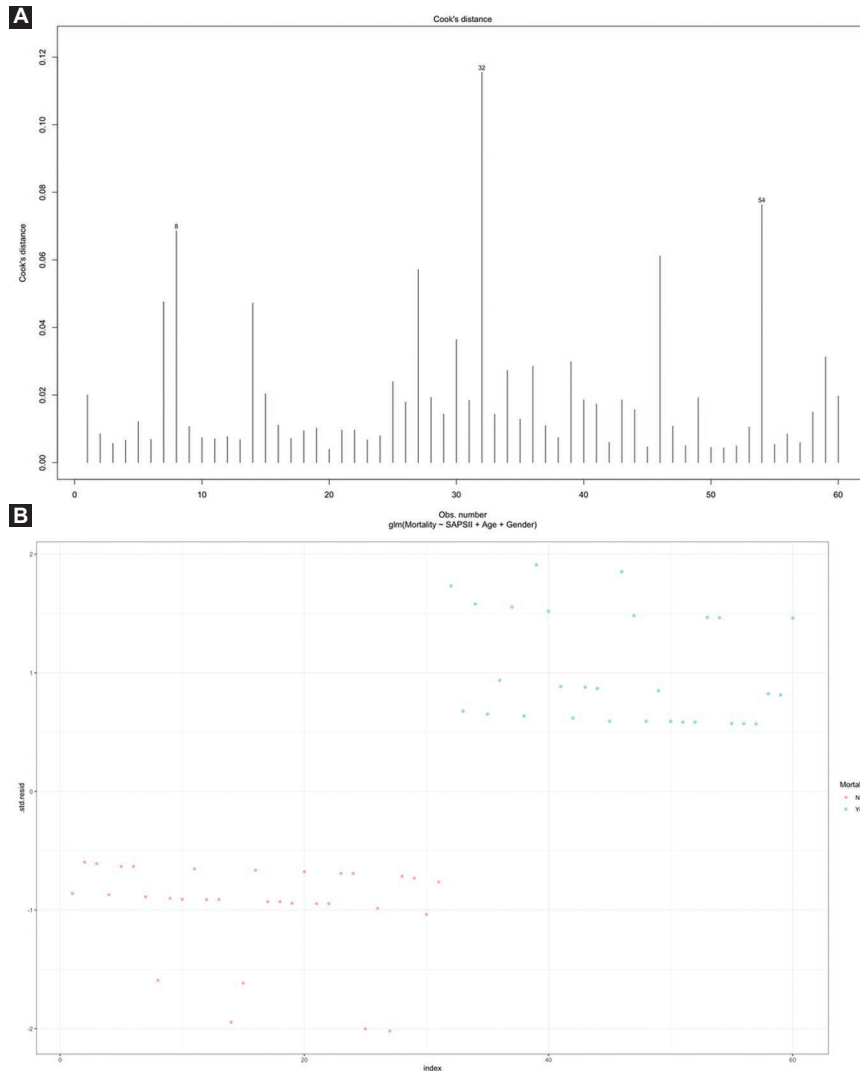 A
Cook's distance
0.12
0.10
0.08
0.06
0.04
0.02
0.00
Cook's distance
8
32
54
0 10 20 30 40 50 60
Obs. number
glm(Mortality ~ SAPSII + Age + Gender)
B
2
1
0
-1
-2
.std.resid
0 20 40 60
index
Mortal
N
Y